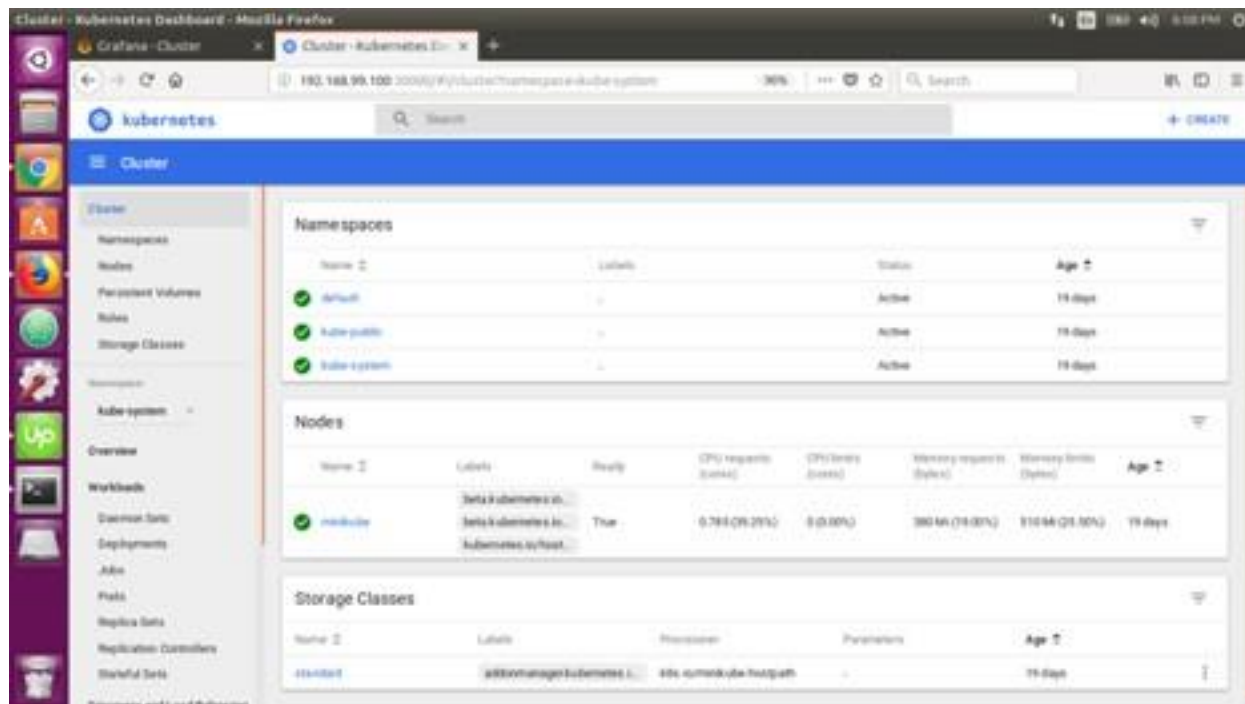 Cluster - Kubernetes Dashboard - Mozilla Firefox
Grafana - Cluster
Cluster - Kubernetes
192.168.99.100
90%
Search
kubernetes
Search
+ CREATE
Cluster
Cluster
Namespaces
Nodes
Persistent Volumes
Roles
Storage Classes
Namespace
kube-system
Overview
Workloads
Daemon Sets
Deployments
Jobs
Pods
Replica Sets
Replication Controllers
Stateful Sets
Namespaces
Name Labels Status Age
default - Active 19 days
kube-public - Active 19 days
kube-system - Active 19 days
Nodes
Name Labels Ready CPU requests (cores) CPU limits (cores) Memory requests (bytes) Memory limits (bytes) Age
beta.kubernetes.io...
minikube beta.kubernetes.io... True 0 (0.00%) 19 days
kubernetes.io/host...
Storage Classes
Name Labels Provisioner Parameters Age
standard addonmanager.kubernetes.i... k8s.io/minikube-hostpath - 19 days
Up